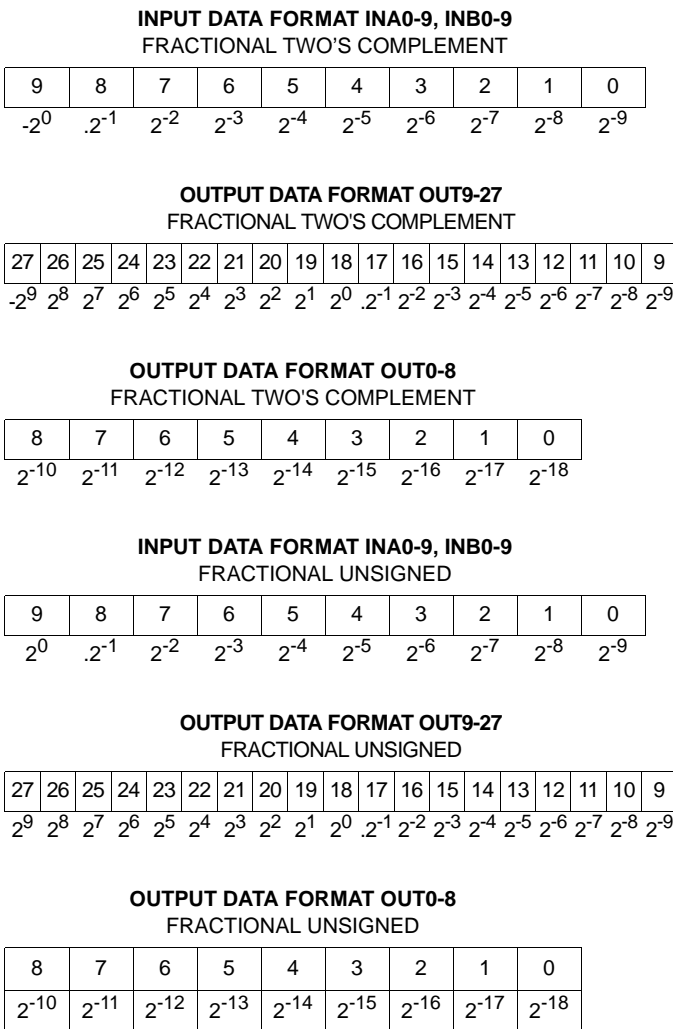 INPUT DATA FORMAT INA0-9, INB0-9
FRACTIONAL TWO’S COMPLEMENT
9 8 7 6 5 4 3 2 1 0
-2^0 .2^-1 2^-2 2^-3 2^-4 2^-5 2^-6 2^-7 2^-8 2^-9
OUTPUT DATA FORMAT OUT9-27
FRACTIONAL TWO'S COMPLEMENT
27 26 25 24 23 22 21 20 19 18 17 16 15 14 13 12 11 10 9
-2^9 2^8 2^7 2^6 2^5 2^4 2^3 2^2 2^1 2^0 .2^-1 2^-2 2^-3 2^-4 2^-5 2^-6 2^-7 2^-8 2^-9
OUTPUT DATA FORMAT OUT0-8
FRACTIONAL TWO'S COMPLEMENT
8 7 6 5 4 3 2 1 0
2^-10 2^-11 2^-12 2^-13 2^-14 2^-15 2^-16 2^-17 2^-18
INPUT DATA FORMAT INA0-9, INB0-9
FRACTIONAL UNSIGNED
9 8 7 6 5 4 3 2 1 0
2^0 .2^-1 2^-2 2^-3 2^-4 2^-5 2^-6 2^-7 2^-8 2^-9
OUTPUT DATA FORMAT OUT9-27
FRACTIONAL UNSIGNED
27 26 25 24 23 22 21 20 19 18 17 16 15 14 13 12 11 10 9
2^9 2^8 2^7 2^6 2^5 2^4 2^3 2^2 2^1 2^0 .2^-1 2^-2 2^-3 2^-4 2^-5 2^-6 2^-7 2^-8 2^-9
OUTPUT DATA FORMAT OUT0-8
FRACTIONAL UNSIGNED
8 7 6 5 4 3 2 1 0
2^-10 2^-11 2^-12 2^-13 2^-14 2^-15 2^-16 2^-17 2^-18